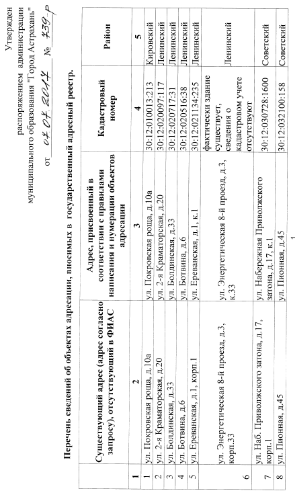 Утвержден
распоряжением администрации
муниципального образования "Город Астрахань"
от 07.07.2017 № 739-р
Перечень сведений об объектах адресации, вносимых в государственный адресный реестр.
Существующий адрес (адрес согласно запросу), отсутствующий в ФИАС
Адрес, присвоенный в соответствии с правилами написания и нумерации объектов адресации
Кадастровый номер
Район
1 2 3 4 5
1 ул. Покровская роща, д.10а ул. Покровская роща, д.10а 30:12:010013:213 Кировский
2 ул. 2-я Краматорская, д.20 ул. 2-я Краматорская, д.20 30:12:020097:117 Ленинский
3 ул. Болдинская, д.33 ул. Болдинская, д.33 30:12:020717:31 Ленинский
4 ул. Ботвина, д.6 ул. Ботвина, д.6 30:12:020516:38 Ленинский
5 ул. Ереванская, д.1, корп.1 ул. Ереванская, д.1, к.1 30:12:021134:235 Ленинский
6 ул. Энергетическая 8-й проезд, д.3, корп.33 ул. Энергетическая 8-й проезд, д.3, к.33 фактически здание существует, сведения о кадастровом учете отсутствуют Ленинский
7 ул. Наб. Приволжского затона, д.17, корп.1 ул. Набережная Приволжского затона, д.17, к.1 30:12:030728:1600 Советский
8 ул. Пионная, д.45 ул. Пионная, д.45 30:12:032100:158 Советский